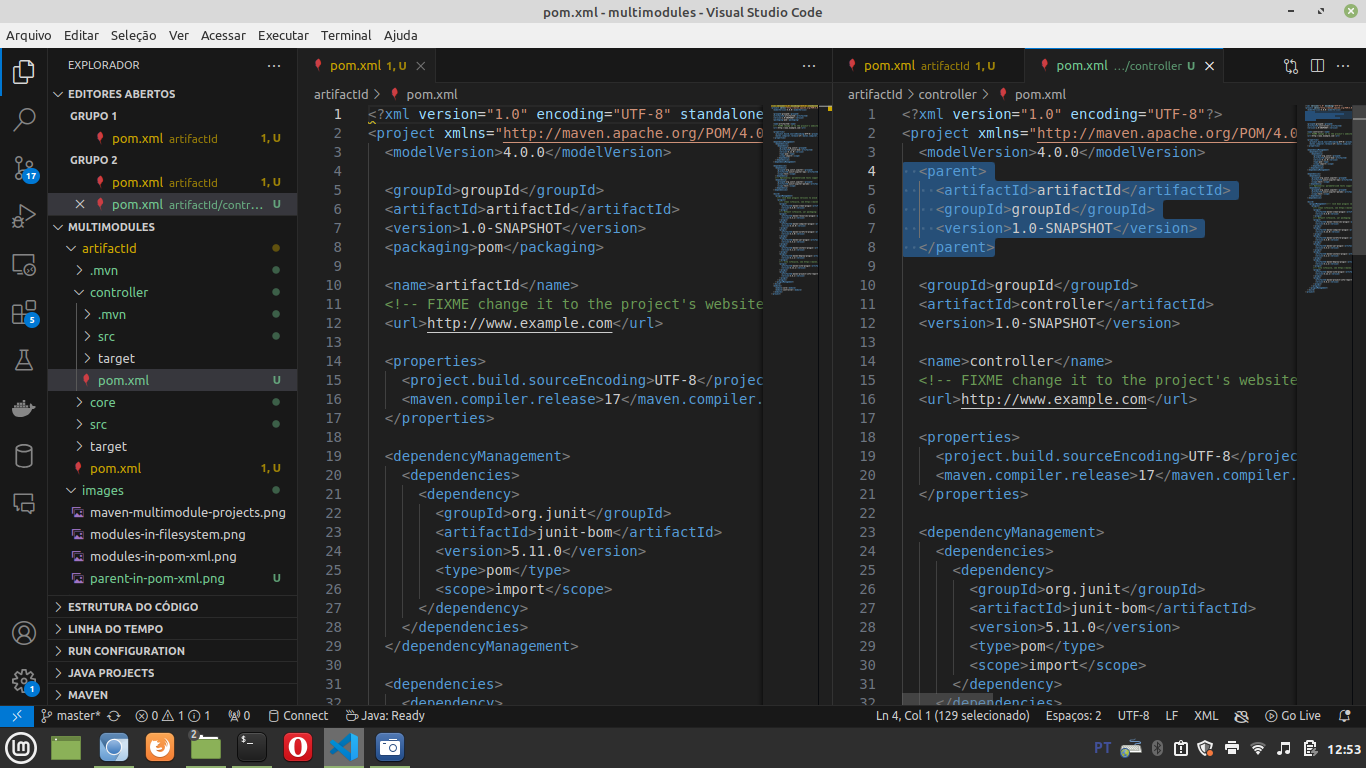 pom.xml - multimodules - Visual Studio Code
Arquivo Editar Seleção Ver Acessar Executar Terminal Ajuda
EXPLORADOR
EDITORES ABERTOS
GRUPO 1
pom.xml artifactId 1, U
GRUPO 2
pom.xml artifactId 1, U
pom.xml artifactId/contr... U
MULTIMODULES
artifactId
.mvn
controller
.mvn
src
target
pom.xml U
core
src
target
pom.xml 1, U
images
maven-multimodule-projects.png
modules-in-filesystem.png
modules-in-pom-xml.png
parent-in-pom-xml.png U
ESTRUTURA DO CÓDIGO
LINHA DO TEMPO
RUN CONFIGURATION
JAVA PROJECTS
MAVEN
17
5
1
pom.xml 1, U
artifactId > pom.xml
1 <?xml version="1.0" encoding="UTF-8" standalone
2 <project xmlns="http://maven.apache.org/POM/4.0
3 <modelVersion>4.0.0</modelVersion>
4
5 <groupId>groupId</groupId>
6 <artifactId>artifactId</artifactId>
7 <version>1.0-SNAPSHOT</version>
8 <packaging>pom</packaging>
9
10 <name>artifactId</name>
11 <!-- FIXME change it to the project's website
12 <url>http://www.example.com</url>
13
14 <properties>
15 <project.build.sourceEncoding>UTF-8</projec
16 <maven.compiler.release>17</maven.compiler.
17 </properties>
18
19 <dependencyManagement>
20 <dependencies>
21 <dependency>
22 <groupId>org.junit</groupId>
23 <artifactId>junit-bom</artifactId>
24 <version>5.11.0</version>
25 <type>pom</type>
26 <scope>import</scope>
27 </dependency>
28 </dependencies>
29 </dependencyManagement>
30
31 <dependencies>
32 <dependency>
pom.xml artifactId 1, U
pom.xml .../controller U
artifactId > controller > pom.xml
1 <?xml version="1.0" encoding="UTF-8"?>
2 <project xmlns="http://maven.apache.org/POM/4.0
3 <modelVersion>4.0.0</modelVersion>
4 <parent>
5 <artifactId>artifactId</artifactId>
6 <groupId>groupId</groupId>
7 <version>1.0-SNAPSHOT</version>
8 </parent>
9
10 <groupId>groupId</groupId>
11 <artifactId>controller</artifactId>
12 <version>1.0-SNAPSHOT</version>
13
14 <name>controller</name>
15 <!-- FIXME change it to the project's website
16 <url>http://www.example.com</url>
17
18 <properties>
19 <project.build.sourceEncoding>UTF-8</projec
20 <maven.compiler.release>17</maven.compiler.
21 </properties>
22
23 <dependencyManagement>
24 <dependencies>
25 <dependency>
26 <groupId>org.junit</groupId>
27 <artifactId>junit-bom</artifactId>
28 <version>5.11.0</version>
29 <type>pom</type>
30 <scope>import</scope>
31 </dependency>
32 </dependencies>
master* 0 1 1 0 Connect Java: Ready Ln 4, Col 1 (129 selecionado) Espaços: 2 UTF-8 LF XML Go Live
2 PT 12:53